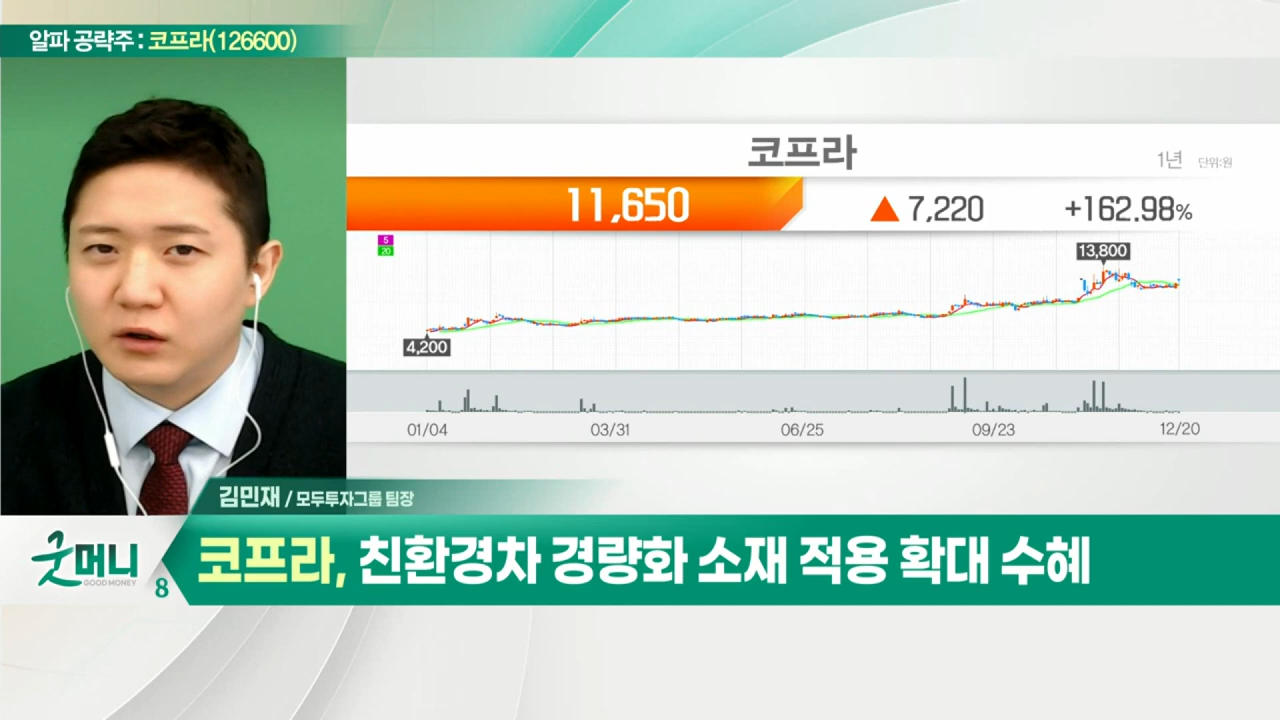 알파 공략주 : 코프라(126600)
코프라
1년 단위:원
11,650 ▲ 7,220 +162.98%
5
20
13,800
4,200
01/04 03/31 06/25 09/23 12/20
김민재 / 모두투자그룹 팀장
굿머니
GOOD MONEY
8
코프라, 친환경차 경량화 소재 적용 확대 수혜